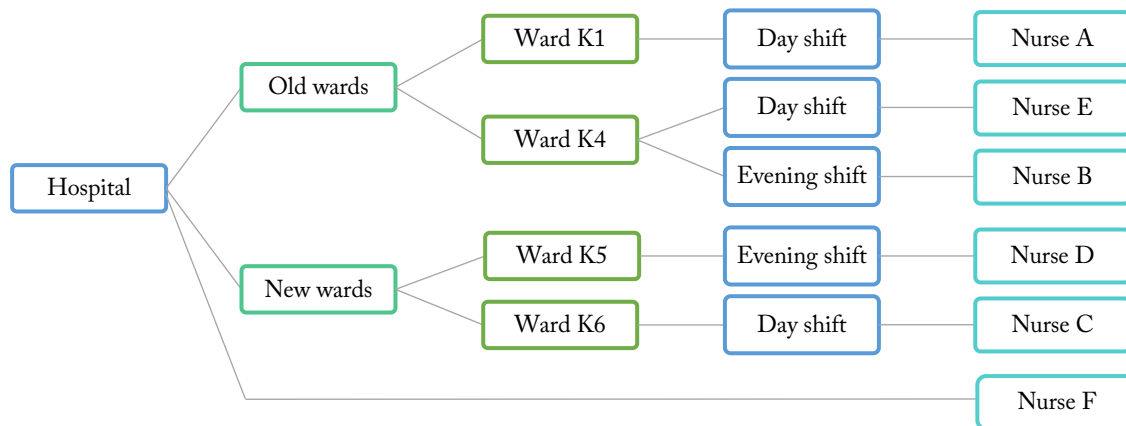 Hospital
Old wards
New wards
Ward K1
Ward K4
Ward K5
Ward K6
Day shift
Day shift
Evening shift
Evening shift
Day shift
Nurse A
Nurse E
Nurse B
Nurse D
Nurse C
Nurse F